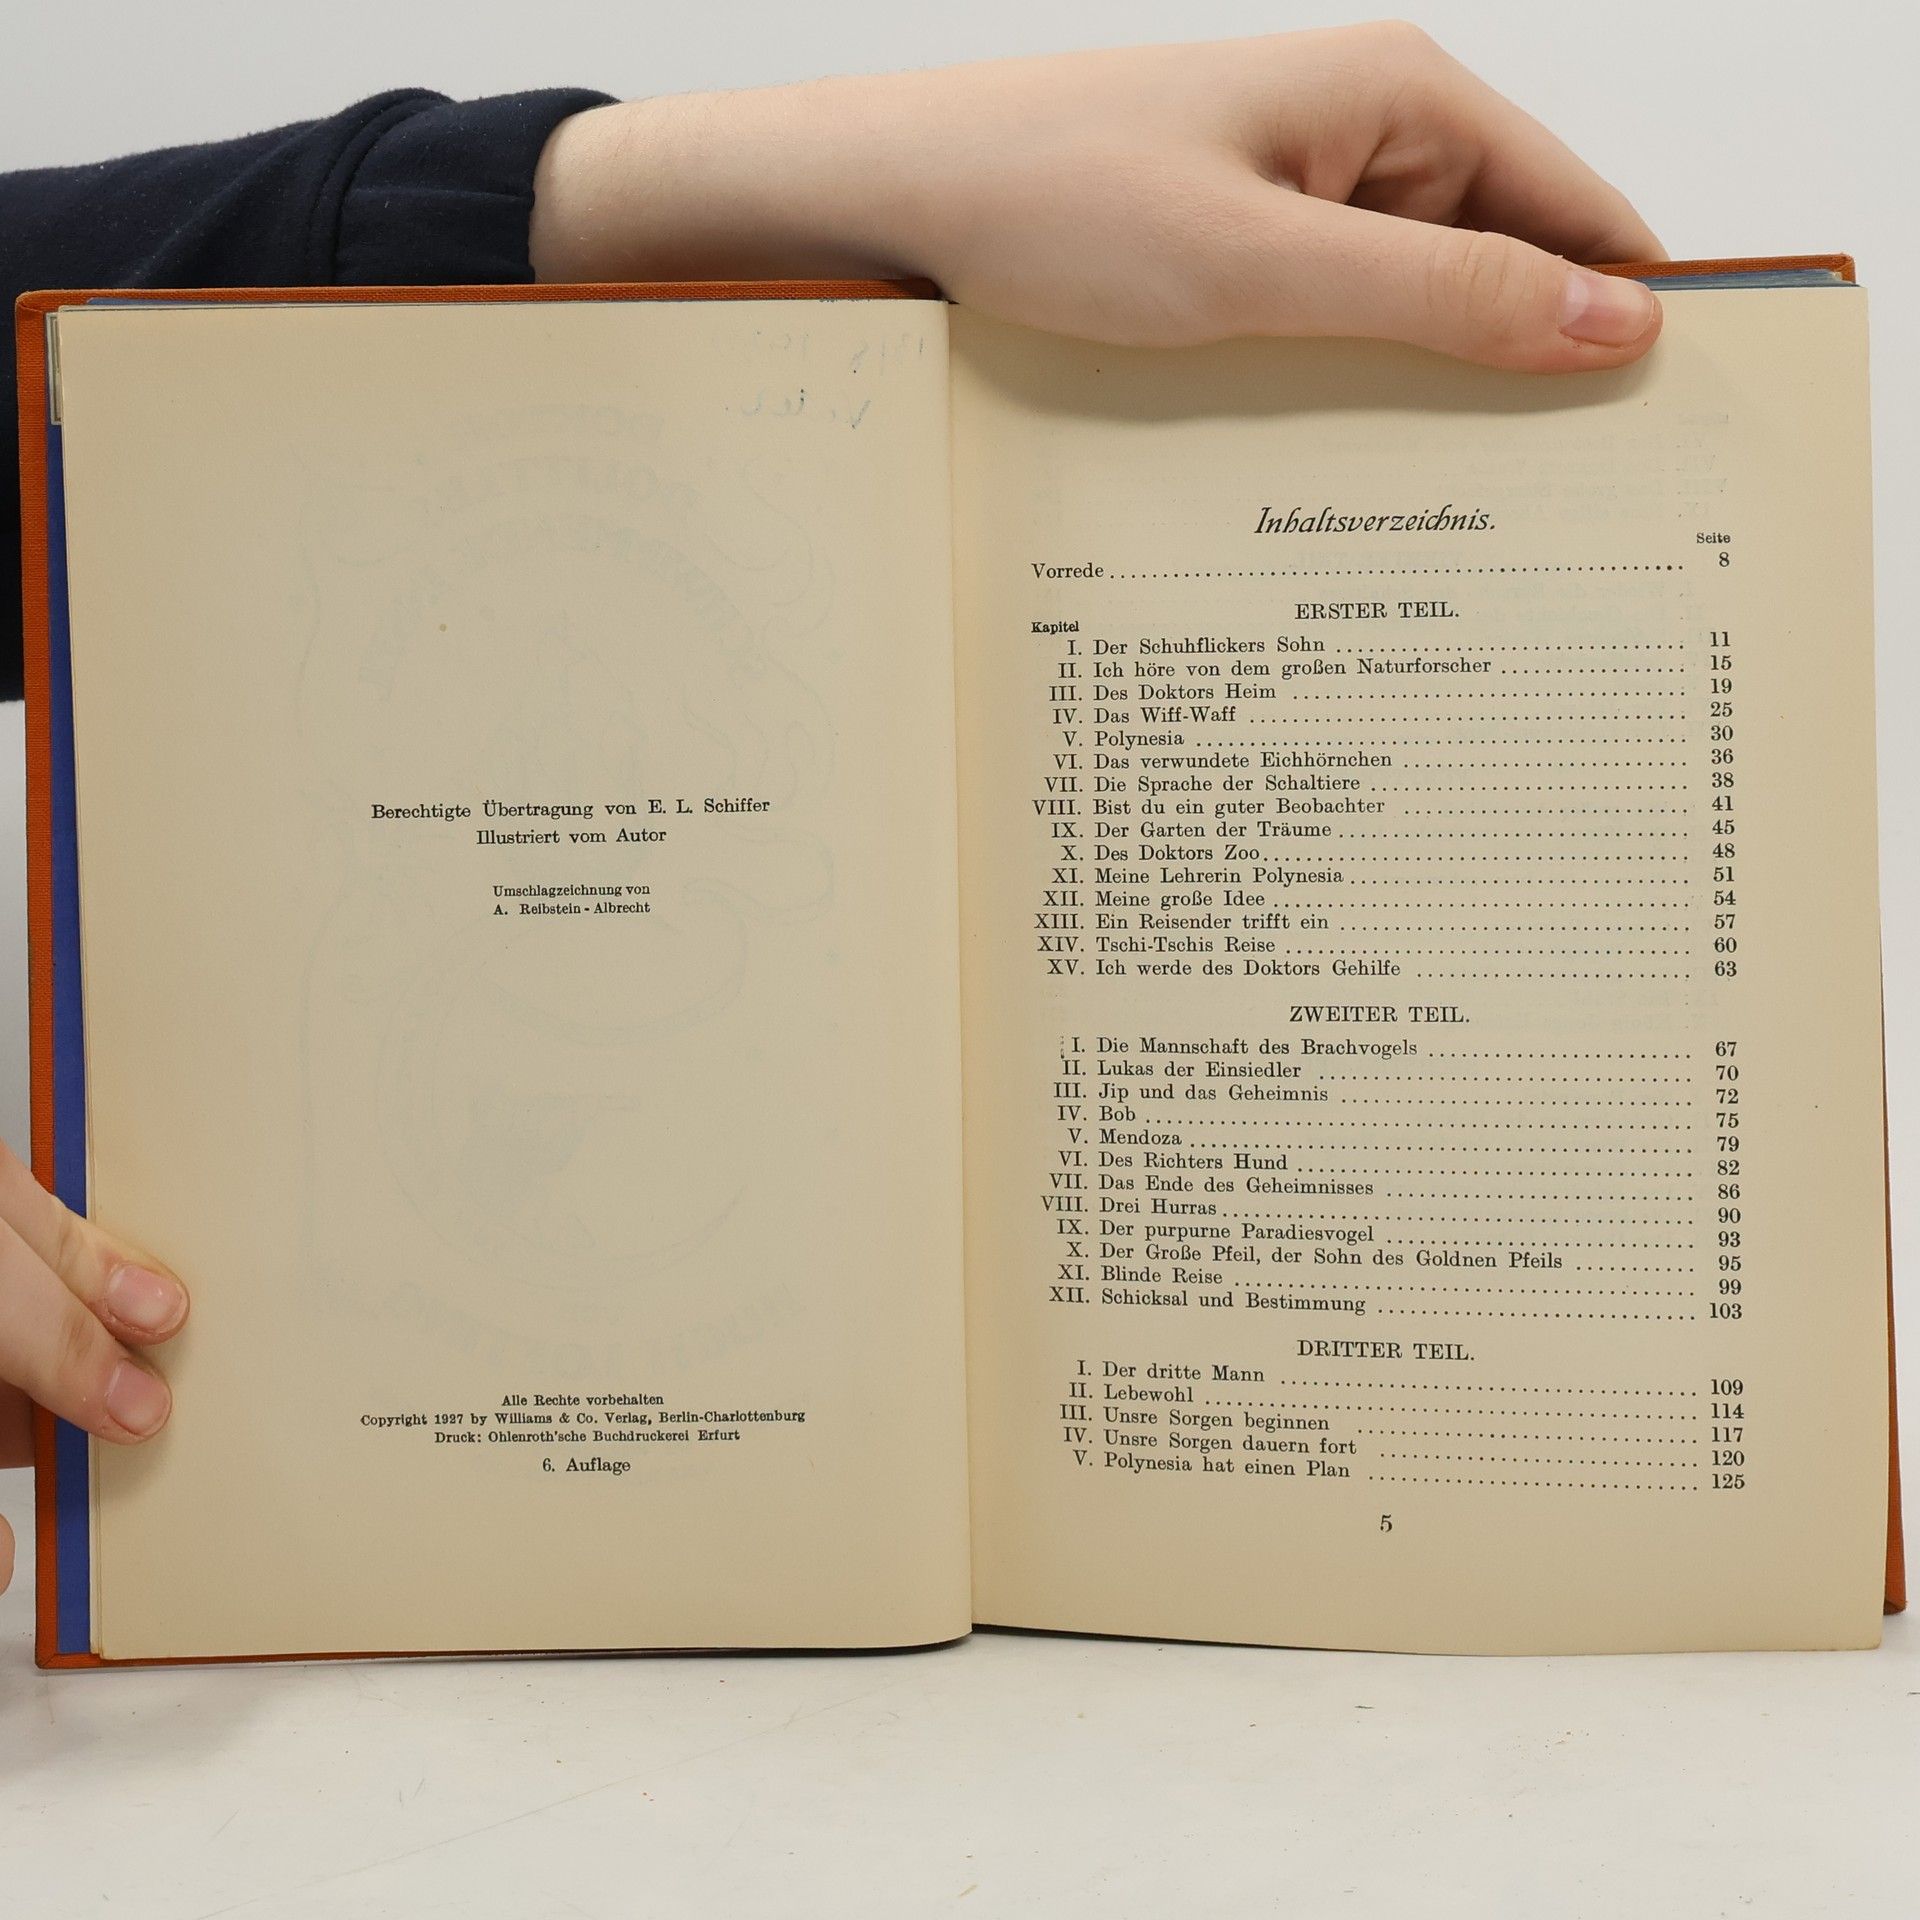 Berechtigte Übertragung von E. L. Schiffer
Illustriert vom Autor
Umschlagzeichnung von
A. Reibstein-Albrecht
Alle Rechte vorbehalten
Copyright 1927 by Williams & Co. Verlag, Berlin-Charlottenburg
Druck: Ohlenroth'sche Buchdruckerei Erfurt
6. Auflage
Inhaltsverzeichnis.
Seite
Vorrede 8
ERSTER TEIL.
Kapitel
I. Der Schuhflickers Sohn 11
II. Ich höre von dem großen Naturforscher 15
III. Des Doktors Heim 19
IV. Das Wiff-Waff 25
V. Polynesia 30
VI. Das verwundete Eichhörnchen 36
VII. Die Sprache der Schaltiere 38
VIII. Bist du ein guter Beobachter 41
IX. Der Garten der Träume 45
X. Des Doktors Zoo 48
XI. Meine Lehrerin Polynesia 51
XII. Meine große Idee 54
XIII. Ein Reisender trifft ein 57
XIV. Tschi-Tschis Reise 60
XV. Ich werde des Doktors Gehilfe 63
ZWEITER TEIL.
I. Die Mannschaft des Brachvogels 67
II. Lukas der Einsiedler 70
III. Jip und das Geheimnis 72
IV. Bob 75
V. Mendoza 79
VI. Des Richters Hund 82
VII. Das Ende des Geheimnisses 86
VIII. Drei Hurras 90
IX. Der purpurne Paradiesvogel 93
X. Der Große Pfeil, der Sohn des Goldnen Pfeils 95
XI. Blinde Reise 99
XII. Schicksal und Bestimmung 103
DRITTER TEIL.
I. Der dritte Mann 109
II. Lebewohl 114
III. Unsre Sorgen beginnen 117
IV. Unsre Sorgen dauern fort 120
V. Polynesia hat einen Plan 125
5